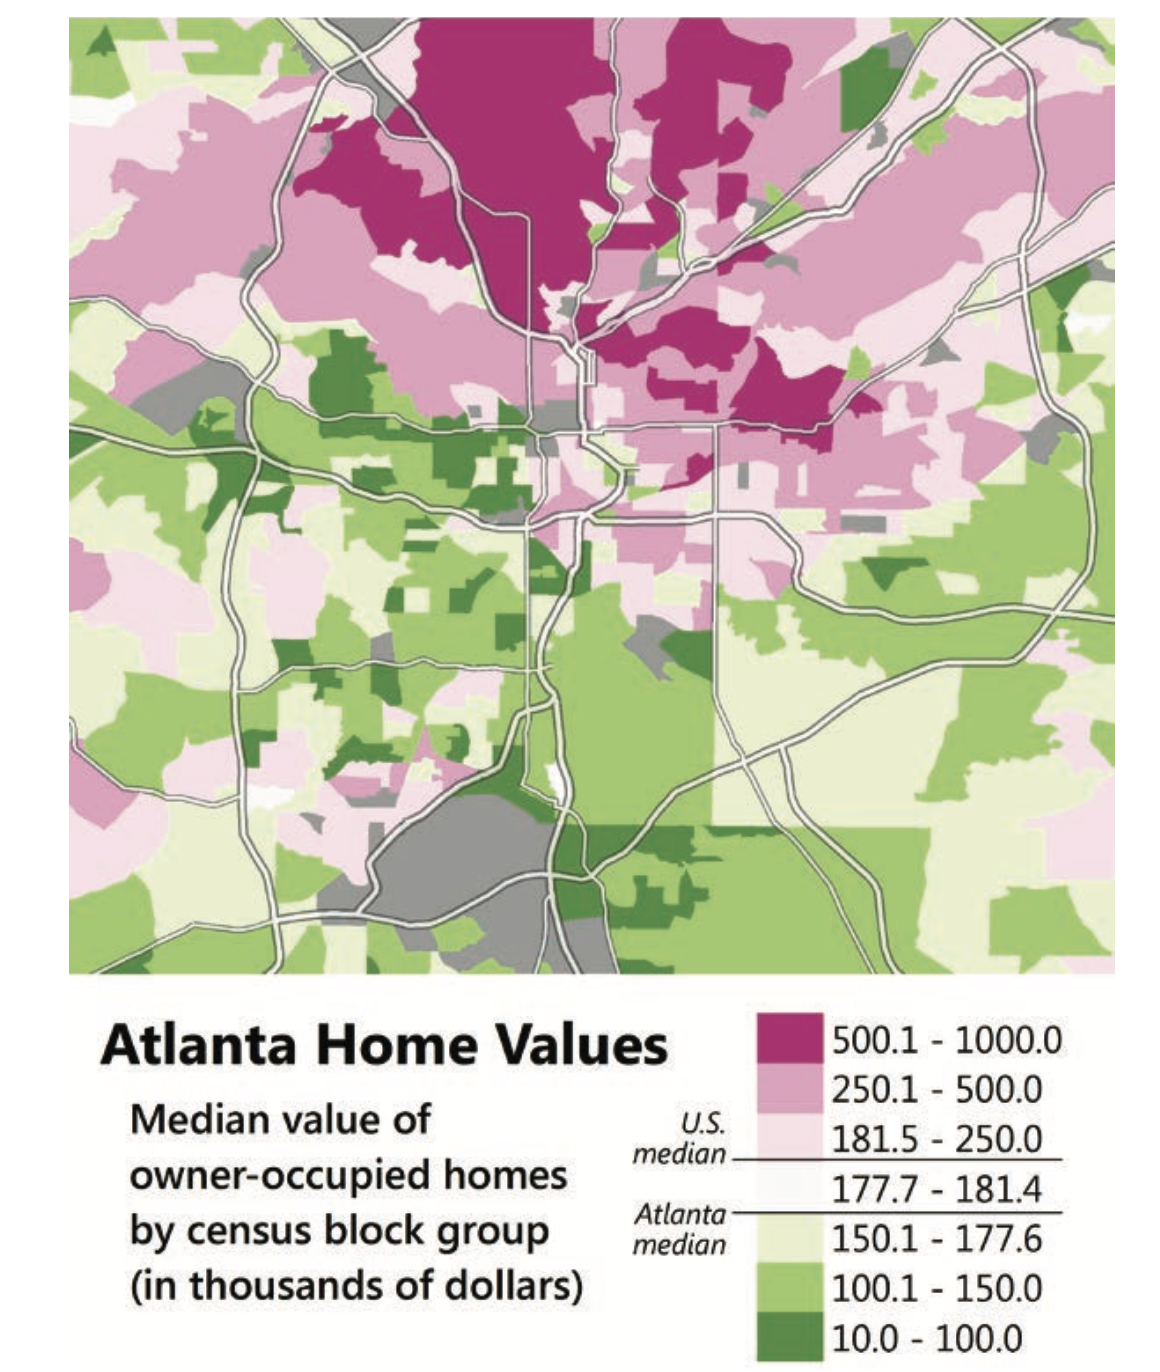 Atlanta Home Values
Median value of
owner-occupied homes
by census block group
(in thousands of dollars)
500.1 - 1000.0
250.1 - 500.0
U.S.
median
181.5 - 250.0
177.7 - 181.4
Atlanta
median
150.1 - 177.6
100.1 - 150.0
10.0 - 100.0